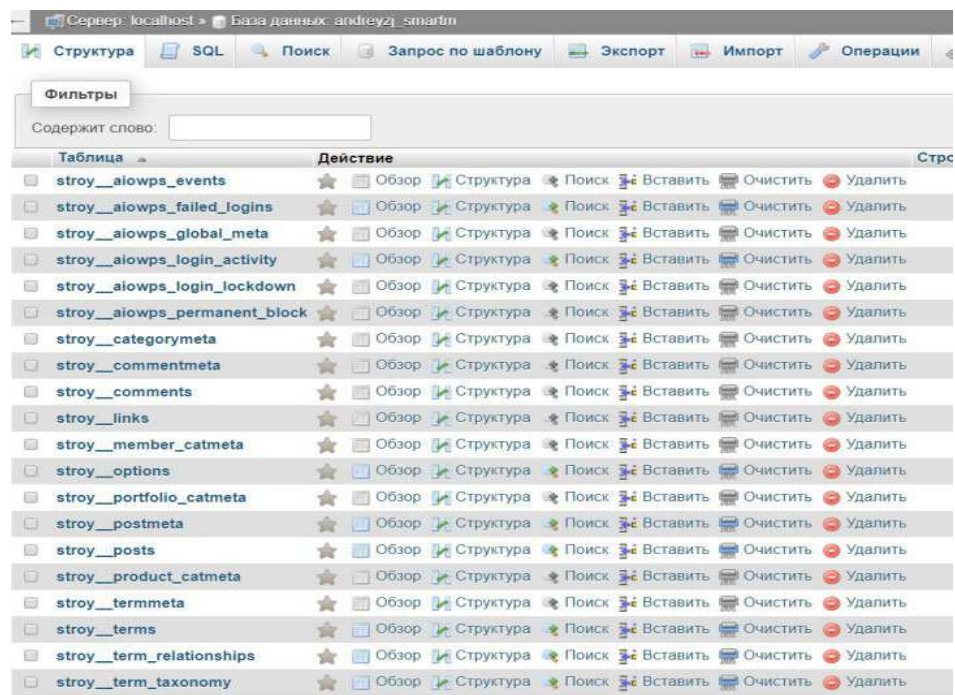 Сервер: localhost » База данных: andreyzj_smartm
Структура SQL Поиск Запрос по шаблону Экспорт Импорт Операции
Фильтры
Содержит слово:
Таблица Действие Стро
stroy__aiowps_events Обзор Структура Поиск Вставить Очистить Удалить
stroy__aiowps_failed_logins Обзор Структура Поиск Вставить Очистить Удалить
stroy__aiowps_global_meta Обзор Структура Поиск Вставить Очистить Удалить
stroy__aiowps_login_activity Обзор Структура Поиск Вставить Очистить Удалить
stroy__aiowps_login_lockdown Обзор Структура Поиск Вставить Очистить Удалить
stroy__aiowps_permanent_block Обзор Структура Поиск Вставить Очистить Удалить
stroy__categorymeta Обзор Структура Поиск Вставить Очистить Удалить
stroy__commentmeta Обзор Структура Поиск Вставить Очистить Удалить
stroy__comments Обзор Структура Поиск Вставить Очистить Удалить
stroy__links Обзор Структура Поиск Вставить Очистить Удалить
stroy__member_catmeta Обзор Структура Поиск Вставить Очистить Удалить
stroy__options Обзор Структура Поиск Вставить Очистить Удалить
stroy__portfolio_catmeta Обзор Структура Поиск Вставить Очистить Удалить
stroy__postmeta Обзор Структура Поиск Вставить Очистить Удалить
stroy__posts Обзор Структура Поиск Вставить Очистить Удалить
stroy__product_catmeta Обзор Структура Поиск Вставить Очистить Удалить
stroy__termmeta Обзор Структура Поиск Вставить Очистить Удалить
stroy__terms Обзор Структура Поиск Вставить Очистить Удалить
stroy__term_relationships Обзор Структура Поиск Вставить Очистить Удалить
stroy__term_taxonomy Обзор Структура Поиск Вставить Очистить Удалить